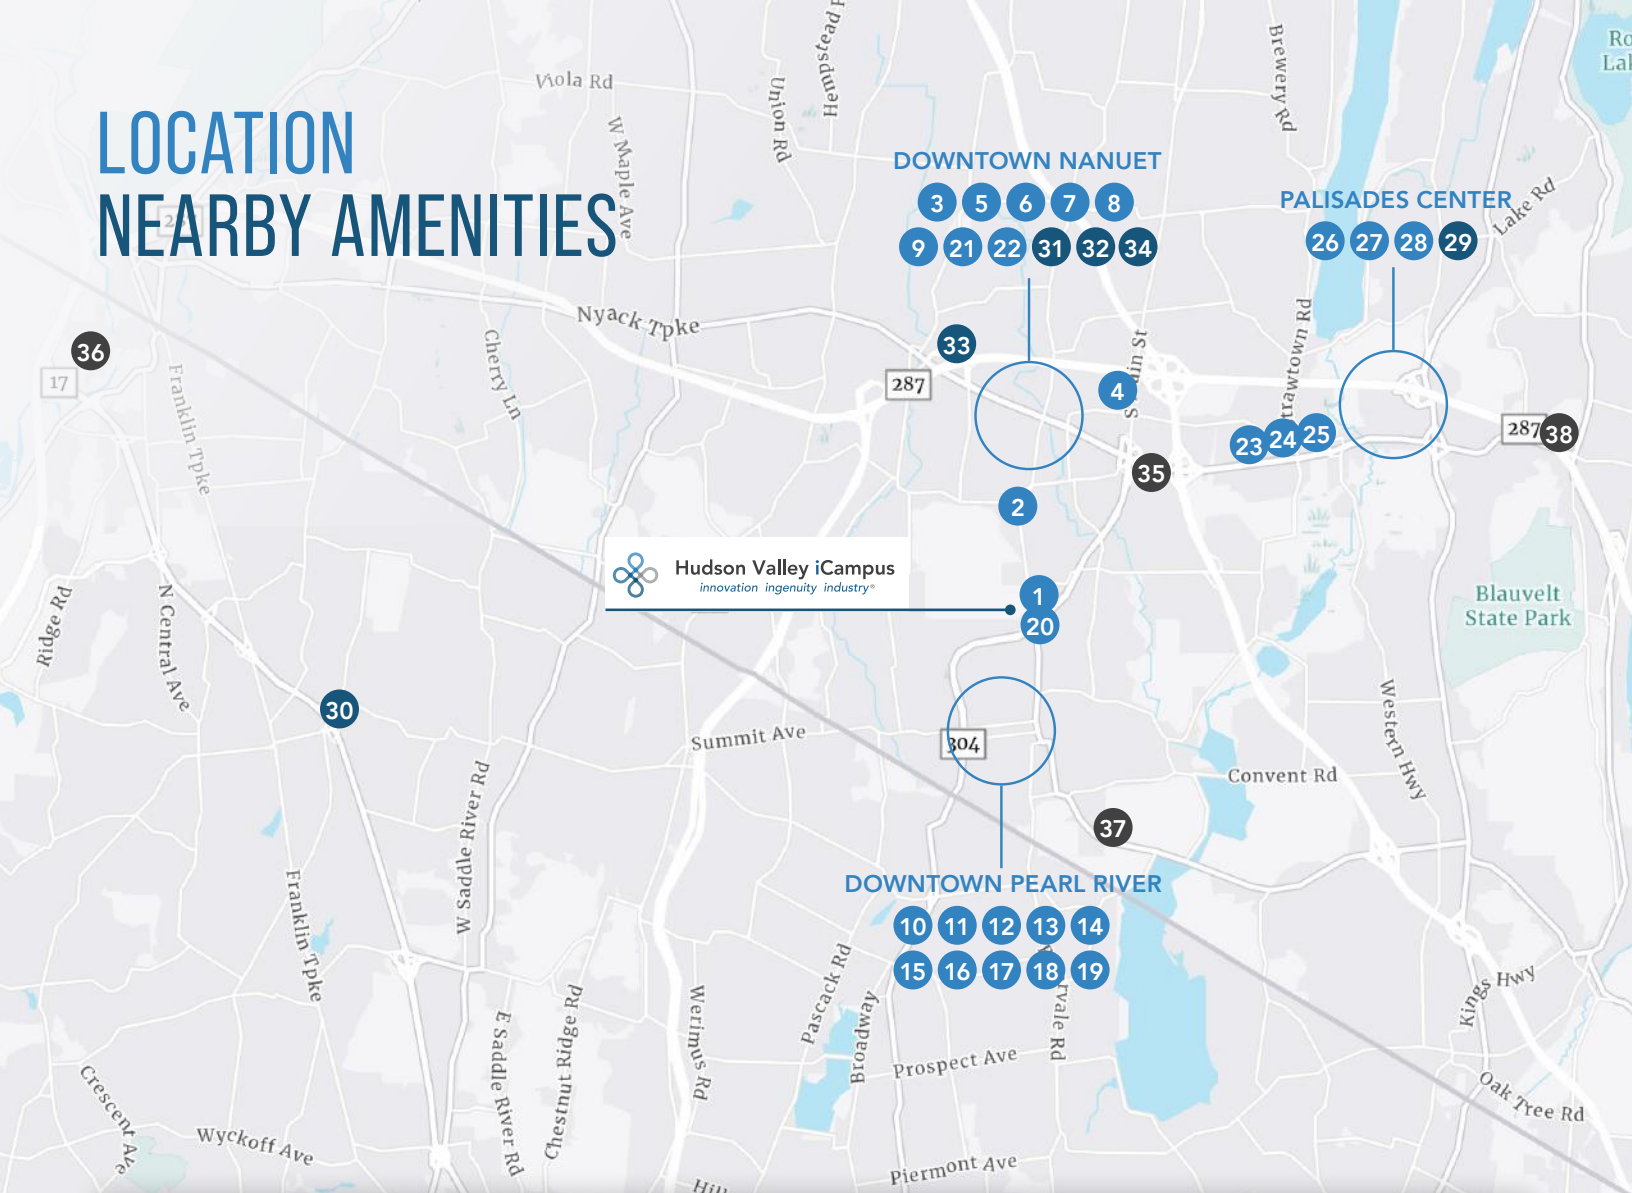 LOCATION
NEARBY AMENITIES
Viola Rd
W Maple Ave
Union Rd
Hempstead
Brewery Rd
DOWNTOWN NANUET
3 5 6 7 8
9 21 22 31 32 34
PALISADES CENTER
26 27 28 29
Lake Rd
Nyack Tpke
Cherry Ln
36
17
Franklin Tpke
33
287
4
23 24 25
287
38
35
2
Hudson Valley iCampus
innovation ingenuity industry®
1
20
Blauvelt
State Park
Ridge Rd
N Central Ave
30
Summit Ave
304
Western Hwy
Convent Rd
W Saddle River Rd
37
DOWNTOWN PEARL RIVER
10 11 12 13 14
15 16 17 18 19
Franklin Tpke
Pascack Rd
Broadway
rvale Rd
Kings Hwy
Werimus Rd
Chestnut Ridge Rd
E Saddle River Rd
Prospect Ave
Oak Tree Rd
Crescent Ave
Wyckoff Ave
Piermont Ave